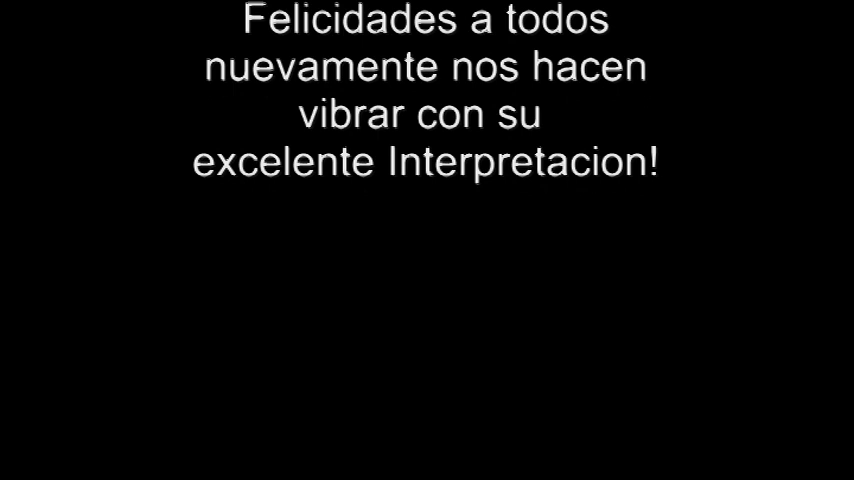 Felicidades a todos
nuevamente nos hacen
vibrar con su
excelente Interpretacion!